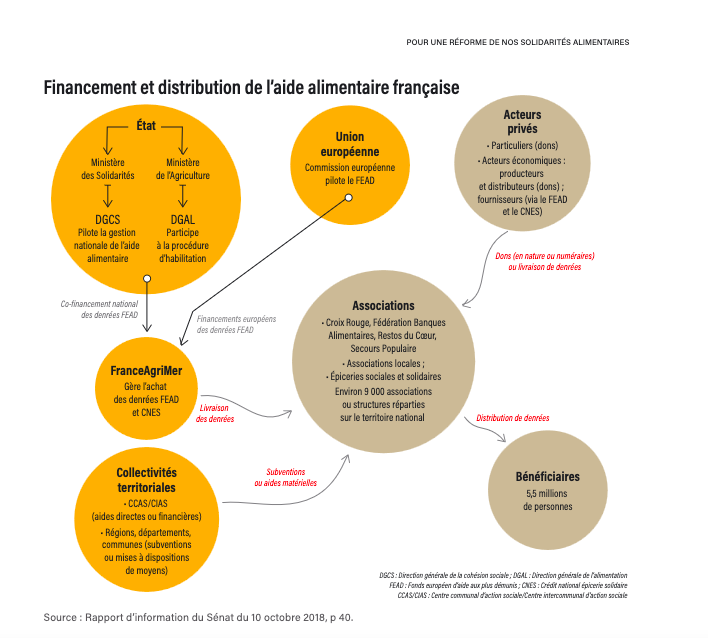 POUR UNE RÉFORME DE NOS SOLIDARITÉS ALIMENTAIRES
Financement et distribution de l'aide alimentaire française
État
Ministère
des Solidarités
DGCS
Pilote la gestion
nationale de l'aide
alimentaire
Ministère
de l'Agriculture
DGAL
Participe
à la procédure
d'habilitation
Union
européenne
Commission européenne
pilote le FEAD
Acteurs
privés
• Particuliers (dons)
• Acteurs économiques :
producteurs
et distributeurs (dons) ;
fournisseurs (via le FEAD
et le CNES)
Dons (en nature ou numéraires)
ou livraison de denrées
Co-financement national
des denrées FEAD
Financements européens
des denrées FEAD
Associations
• Croix Rouge, Fédération Banques
Alimentaires, Restos du Cœur,
Secours Populaire
• Associations locales ;
• Épiceries sociales et solidaires
Environ 9 000 associations
ou structures réparties
sur le territoire national
FranceAgriMer
Gère l'achat
des denrées FEAD
et CNES
Livraison
des denrées
Distribution de denrées
Collectivités
territoriales
• CCAS/CIAS
(aides directes ou financières)
• Régions, départements,
communes (subventions
ou mises à dispositions
de moyens)
Subventions
ou aides matérielles
Bénéficiaires
5,5 millions
de personnes
DGCS : Direction générale de la cohésion sociale ; DGAL : Direction générale de l'alimentation
FEAD : Fonds européen d'aide aux plus démunis ; CNES : Crédit national épicerie solidaire
CCAS/CIAS : Centre communal d'action sociale/Centre intercommunal d'action sociale
Source : Rapport d'information du Sénat du 10 octobre 2018, p 40.